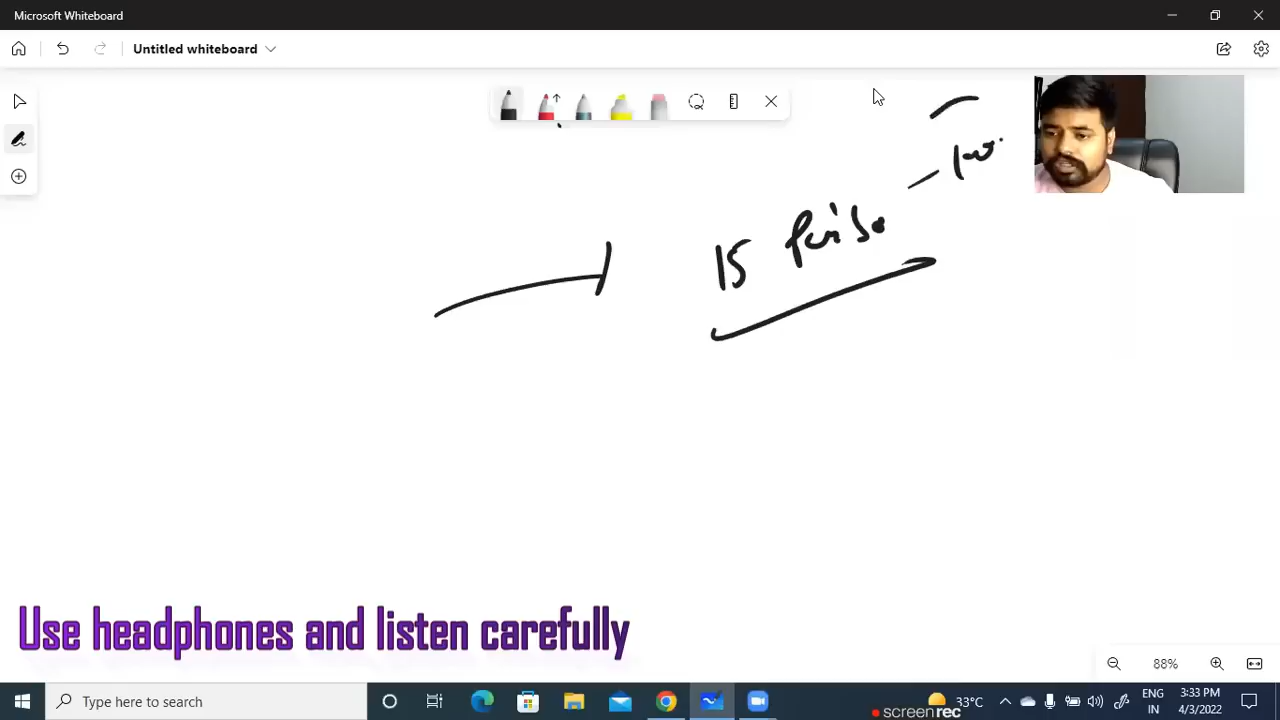 Microsoft Whiteboard
Untitled whiteboard
15
Use headphones and listen carefully
88%
Type here to search
33°C
ENG
IN
3:33 PM
4/3/2022
screenrec